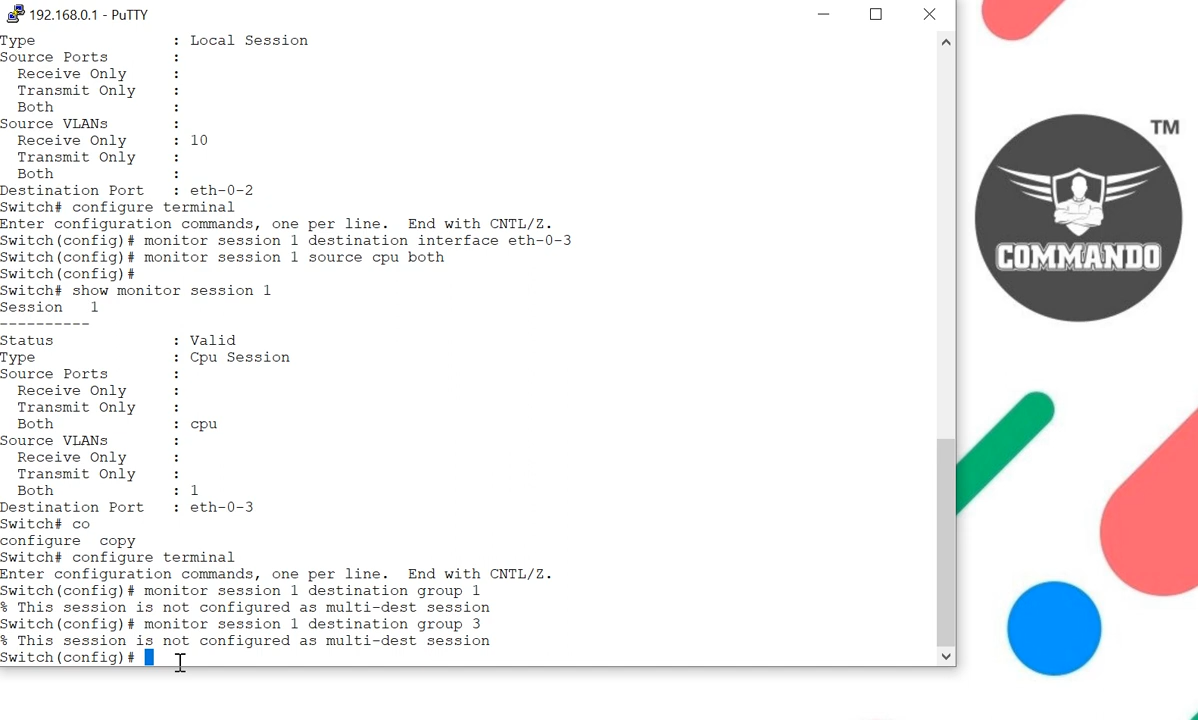 192.168.0.1 - PuTTY
Type : Local Session
Source Ports :
Receive Only :
Transmit Only :
Both :
Source VLANs :
Receive Only : 10
Transmit Only :
Both :
Destination Port : eth-0-2
Switch# configure terminal
Enter configuration commands, one per line. End with CNTL/Z.
Switch(config)# monitor session 1 destination interface eth-0-3
Switch(config)# monitor session 1 source cpu both
Switch(config)#
Switch# show monitor session 1
Session 1
----------
Status : Valid
Type : Cpu Session
Source Ports :
Receive Only :
Transmit Only :
Both : cpu
Source VLANs :
Receive Only :
Transmit Only :
Both : 1
Destination Port : eth-0-3
Switch# co
configure copy
Switch# configure terminal
Enter configuration commands, one per line. End with CNTL/Z.
Switch(config)# monitor session 1 destination group 1
% This session is not configured as multi-dest session
Switch(config)# monitor session 1 destination group 3
% This session is not configured as multi-dest session
Switch(config)#
TM
COMMANDO